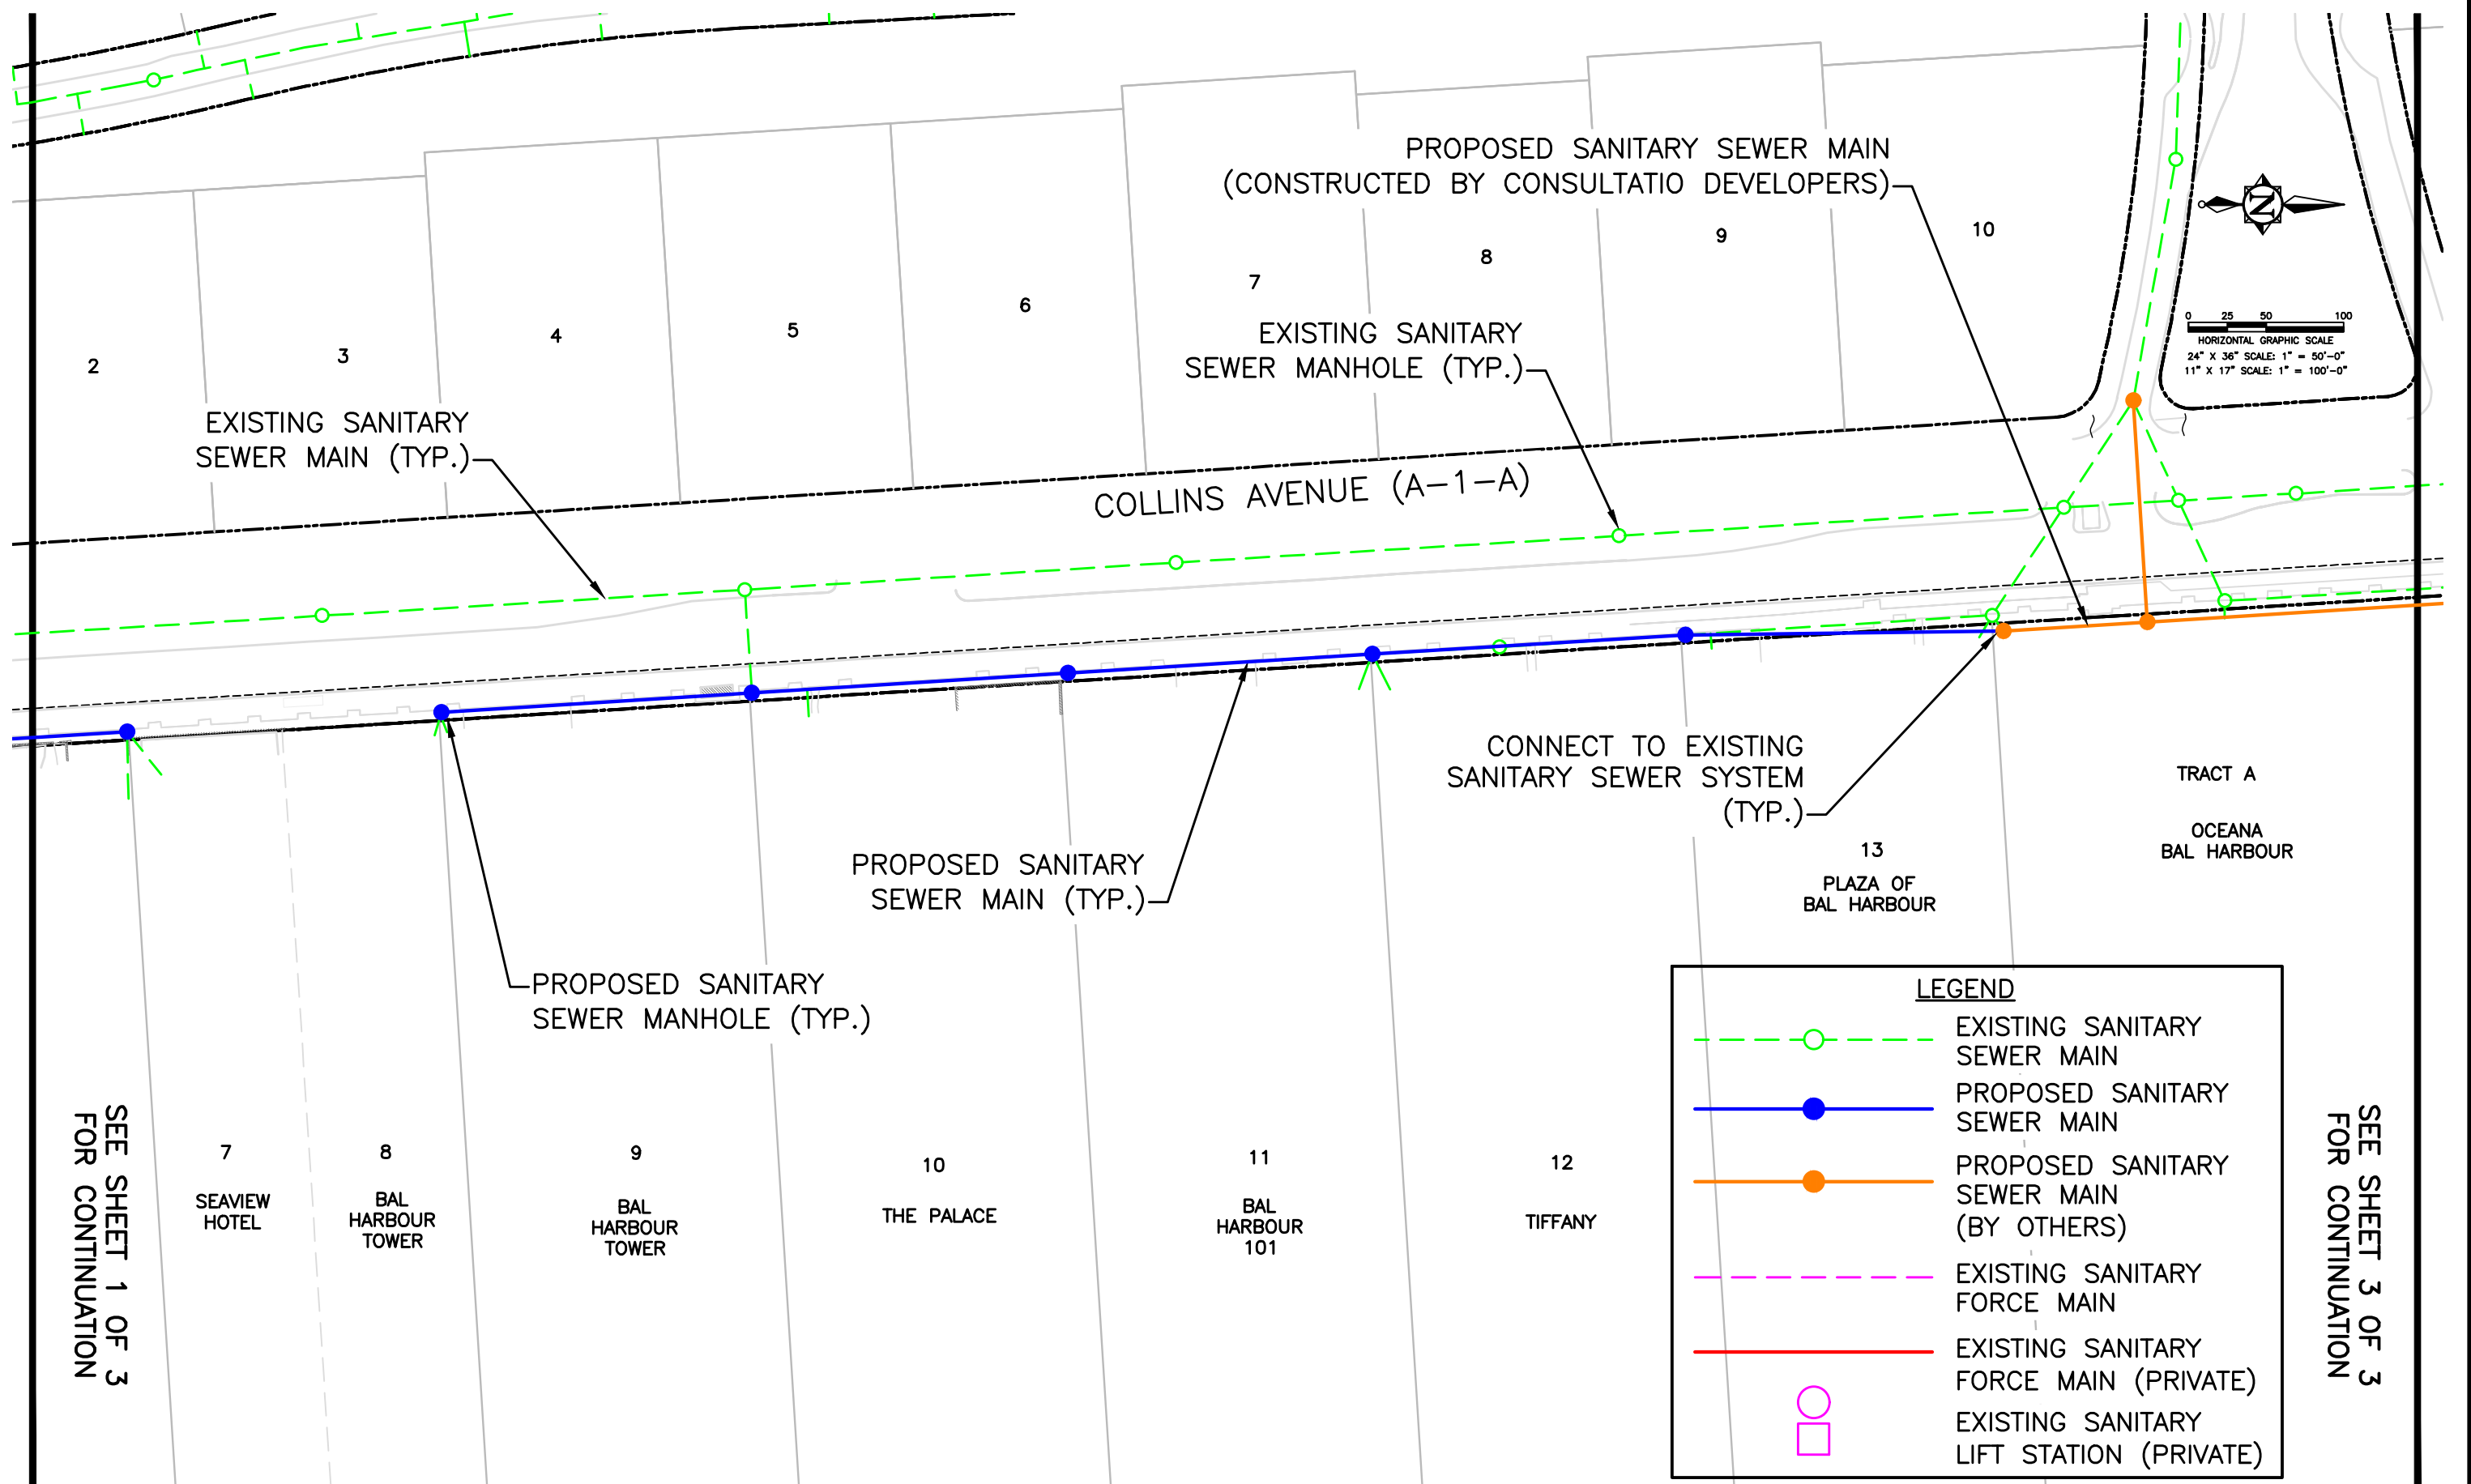 PROPOSED SANITARY SEWER MAIN
(CONSTRUCTED BY CONSULTATIO DEVELOPERS)
N
0 25 50 100
HORIZONTAL GRAPHIC SCALE
24" X 36" SCALE: 1" = 50'-0"
11" X 17" SCALE: 1" = 100'-0"
2
3
4
5
6
7
8
9
10
EXISTING SANITARY
SEWER MANHOLE (TYP.)
EXISTING SANITARY
SEWER MAIN (TYP.)
COLLINS AVENUE (A-1-A)
CONNECT TO EXISTING
SANITARY SEWER SYSTEM
(TYP.)
PROPOSED SANITARY
SEWER MAIN (TYP.)
PROPOSED SANITARY
SEWER MANHOLE (TYP.)
TRACT A
OCEANA
BAL HARBOUR
13
PLAZA OF
BAL HARBOUR
SEE SHEET 1 OF 3
FOR CONTINUATION
7
SEAVIEW
HOTEL
8
BAL
HARBOUR
TOWER
9
BAL
HARBOUR
TOWER
10
THE PALACE
11
BAL
HARBOUR
101
12
TIFFANY
LEGEND
EXISTING SANITARY
SEWER MAIN
PROPOSED SANITARY
SEWER MAIN
PROPOSED SANITARY
SEWER MAIN
(BY OTHERS)
EXISTING SANITARY
FORCE MAIN
EXISTING SANITARY
FORCE MAIN (PRIVATE)
EXISTING SANITARY
LIFT STATION (PRIVATE)
SEE SHEET 3 OF 3
FOR CONTINUATION